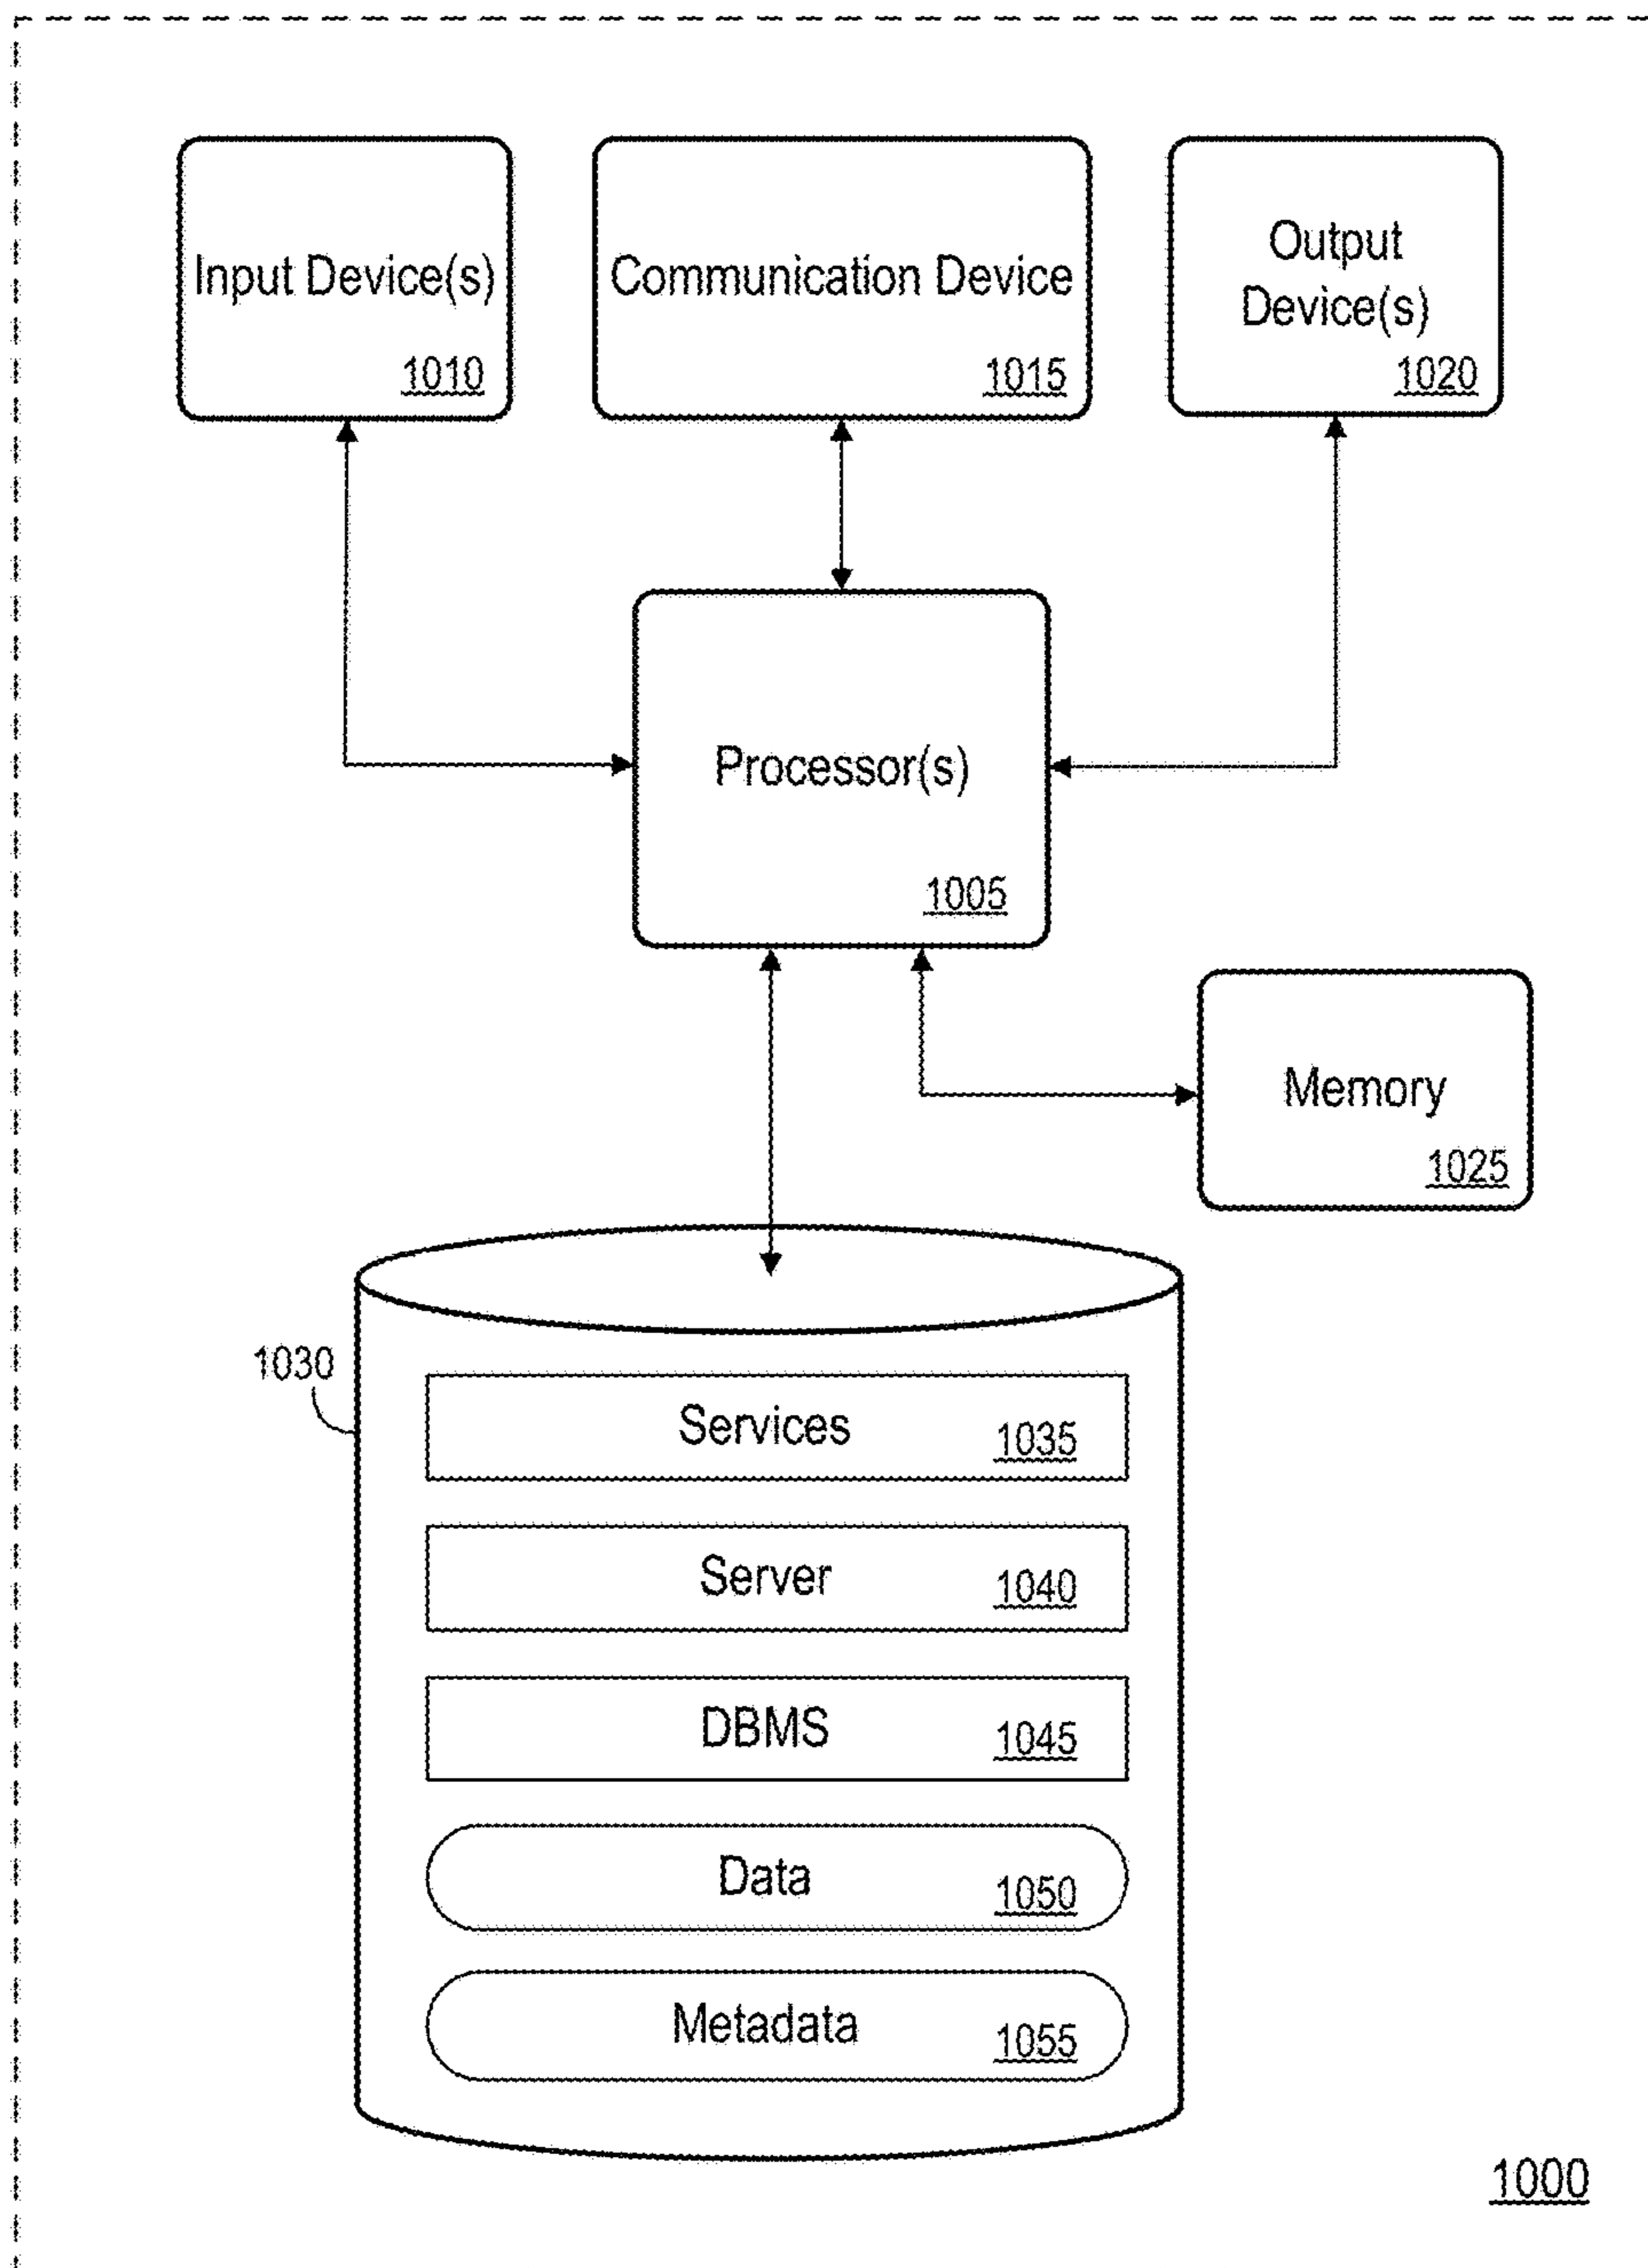 Input Device(s)
1010
Communication Device
1015
Output
Device(s)
1020
Processor(s)
1005
Memory
1025
1030
Services 1035
Server 1040
DBMS 1045
Data 1050
Metadata 1055
1000